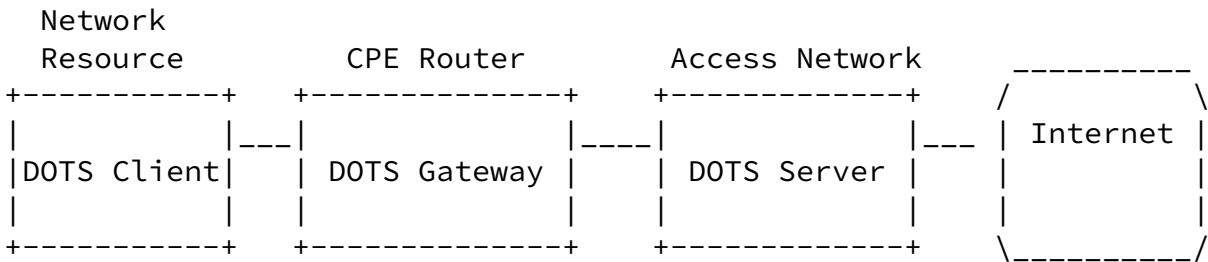 Network
Resource CPE Router Access Network
Internet
DOTS Client DOTS Gateway DOTS Server